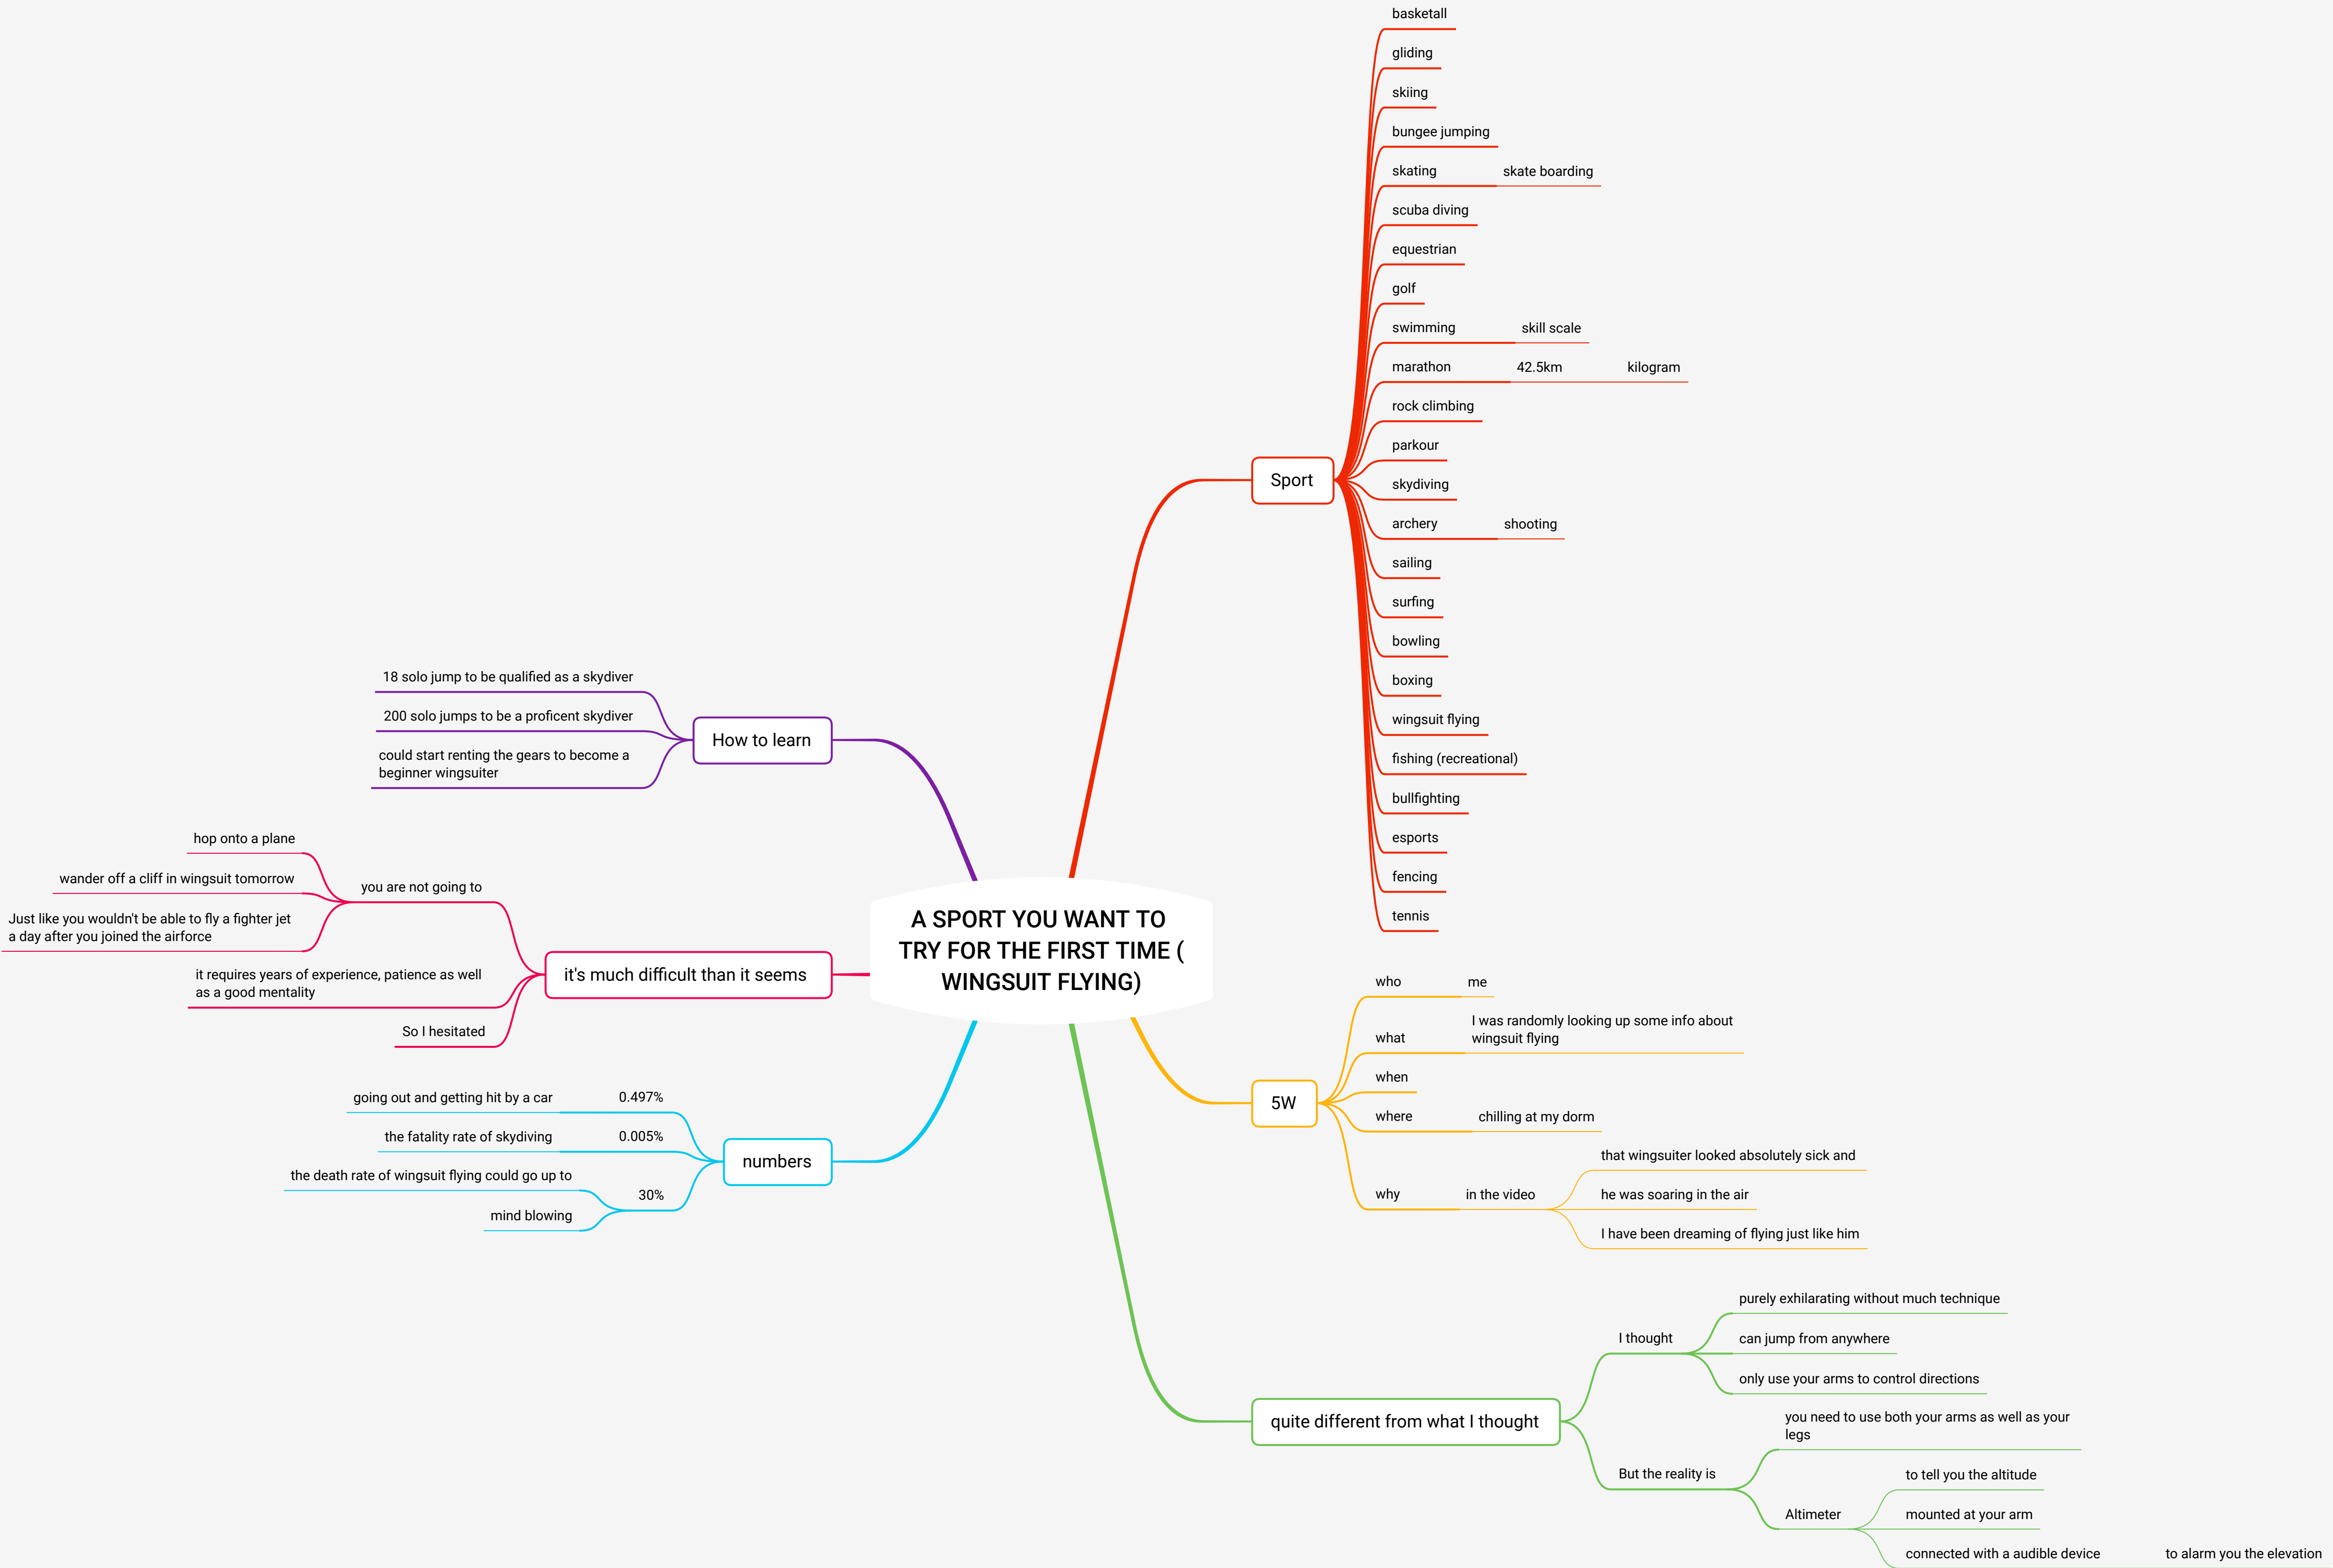 A SPORT YOU WANT TO
TRY FOR THE FIRST TIME (
WINGSUIT FLYING)
Sport
basketall
gliding
skiing
bungee jumping
skating
skate boarding
scuba diving
equestrian
golf
swimming
skill scale
marathon
42.5km
kilogram
rock climbing
parkour
skydiving
archery
shooting
sailing
surfing
bowling
boxing
wingsuit flying
fishing (recreational)
bullfighting
esports
fencing
tennis
5W
who
me
what
I was randomly looking up some info about
wingsuit flying
when
where
chilling at my dorm
why
in the video
that wingsuiter looked absolutely sick and
he was soaring in the air
I have been dreaming of flying just like him
quite different from what I thought
I thought
purely exhilarating without much technique
can jump from anywhere
only use your arms to control directions
But the reality is
you need to use both your arms as well as your
legs
Altimeter
to tell you the altitude
mounted at your arm
connected with a audible device
to alarm you the elevation
How to learn
18 solo jump to be qualified as a skydiver
200 solo jumps to be a proficent skydiver
could start renting the gears to become a
beginner wingsuiter
it's much difficult than it seems
you are not going to
hop onto a plane
wander off a cliff in wingsuit tomorrow
Just like you wouldn't be able to fly a fighter jet
a day after you joined the airforce
it requires years of experience, patience as well
as a good mentality
So I hesitated
numbers
0.497%
going out and getting hit by a car
0.005%
the fatality rate of skydiving
30%
the death rate of wingsuit flying could go up to
mind blowing